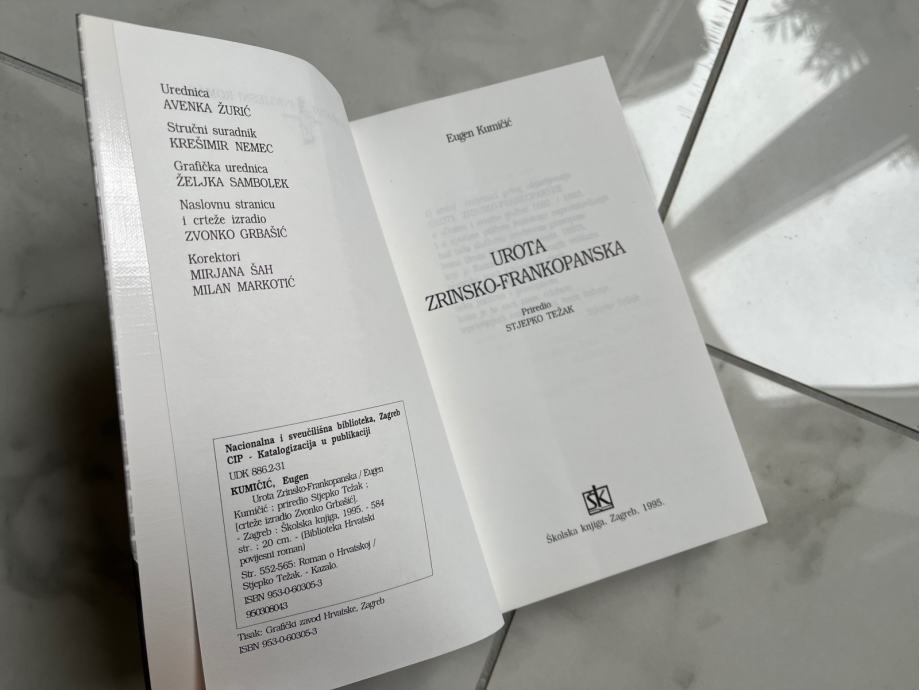 Urednica
AVENKA ŽURIĆ
Stručni suradnik
KREŠIMIR NEMEC
Grafička urednica
ŽELJKA SAMBOLEK
Naslovnu stranicu
i crteže izradio
ZVONKO GRBAŠIĆ
Korektori
MIRJANA ŠAH
MILAN MARKOTIĆ
Nacionalna i sveučilišna biblioteka, Zagreb
CIP - Katalogizacija u publikaciji
UDK 886.2-31
KUMIČIĆ, Eugen
Urota Zrinsko-Frankopanska / Eugen
Kumičić ; priredio Stjepko Težak ;
[crteže izradio Zvonko Grbašić].
- Zagreb : Školska knjiga, 1995. - 584
str. ; 20 cm. - (Biblioteka Hrvatski
povijesni roman)
Str. 552-565: Roman o Hrvatskoj /
Stjepko Težak. - Kazalo.
ISBN 953-0-60305-3
950308043
Tisak: Grafički zavod Hrvatske, Zagreb
ISBN 953-0-60305-3
Eugen Kumičić
UROTA
ZRINSKO-FRANKOPANSKA
Priredio
STJEPKO TEŽAK
ŠK
Školska knjiga, Zagreb, 1995.